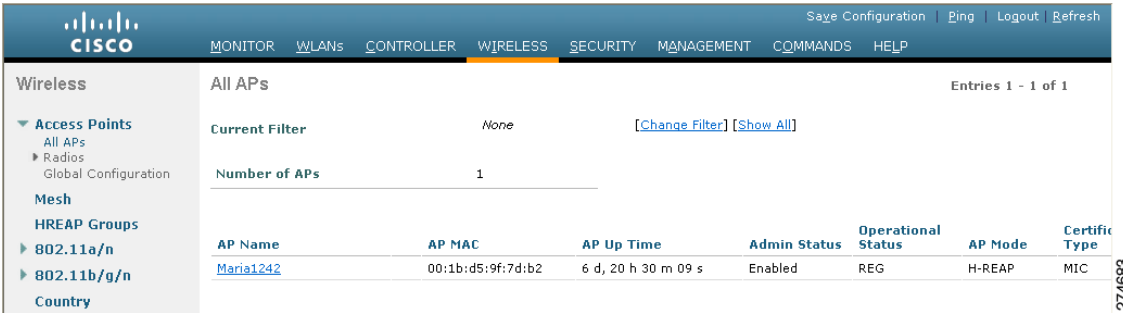 Save Configuration | Ping | Logout | Refresh
CISCO
MONITOR WLANs CONTROLLER WIRELESS SECURITY MANAGEMENT COMMANDS HELP
Wireless
Access Points
All APs
Radios
Global Configuration
Mesh
HREAP Groups
802.11a/n
802.11b/g/n
Country
All APs
Entries 1 - 1 of 1
Current Filter None [Change Filter] [Show All]
Number of APs 1
AP Name AP MAC AP Up Time Admin Status Operational Status AP Mode Certific Type
Maria1242 00:1b:d5:9f:7d:b2 6 d, 20 h 30 m 09 s Enabled REG H-REAP MIC
274683